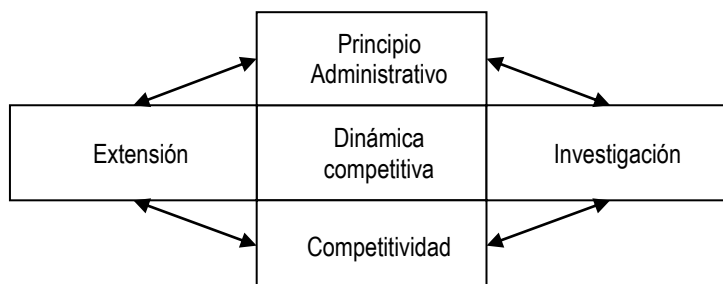 Principio
Administrativo
Extensión
Dinámica
competitiva
Investigación
Competitividad